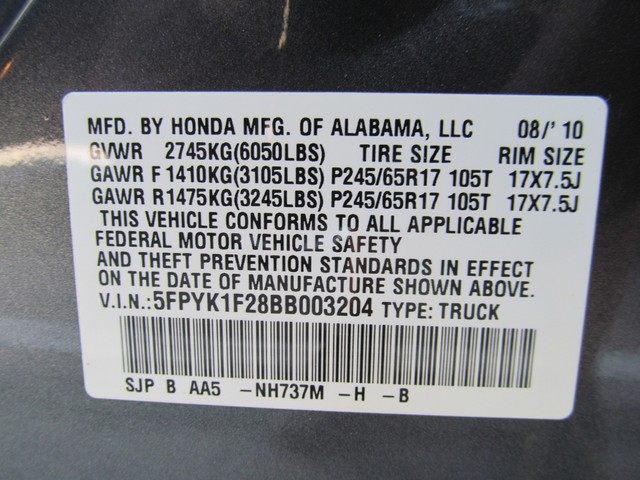 MFD. BY HONDA MFG. OF ALABAMA, LLC 08/' 10
GVWR 2745KG(6050LBS) TIRE SIZE RIM SIZE
GAWR F1410KG(3105LBS) P245/65R17 105T 17X7.5J
GAWR R1475KG(3245LBS) P245/65R17 105T 17X7.5J
THIS VEHICLE CONFORMS TO ALL APPLICABLE
FEDERAL MOTOR VEHICLE SAFETY
AND THEFT PREVENTION STANDARDS IN EFFECT
ON THE DATE OF MANUFACTURE SHOWN ABOVE.
V.I.N.:5FPYK1F28BB003204 TYPE: TRUCK
SJP B AA5 -NH737M -H -B